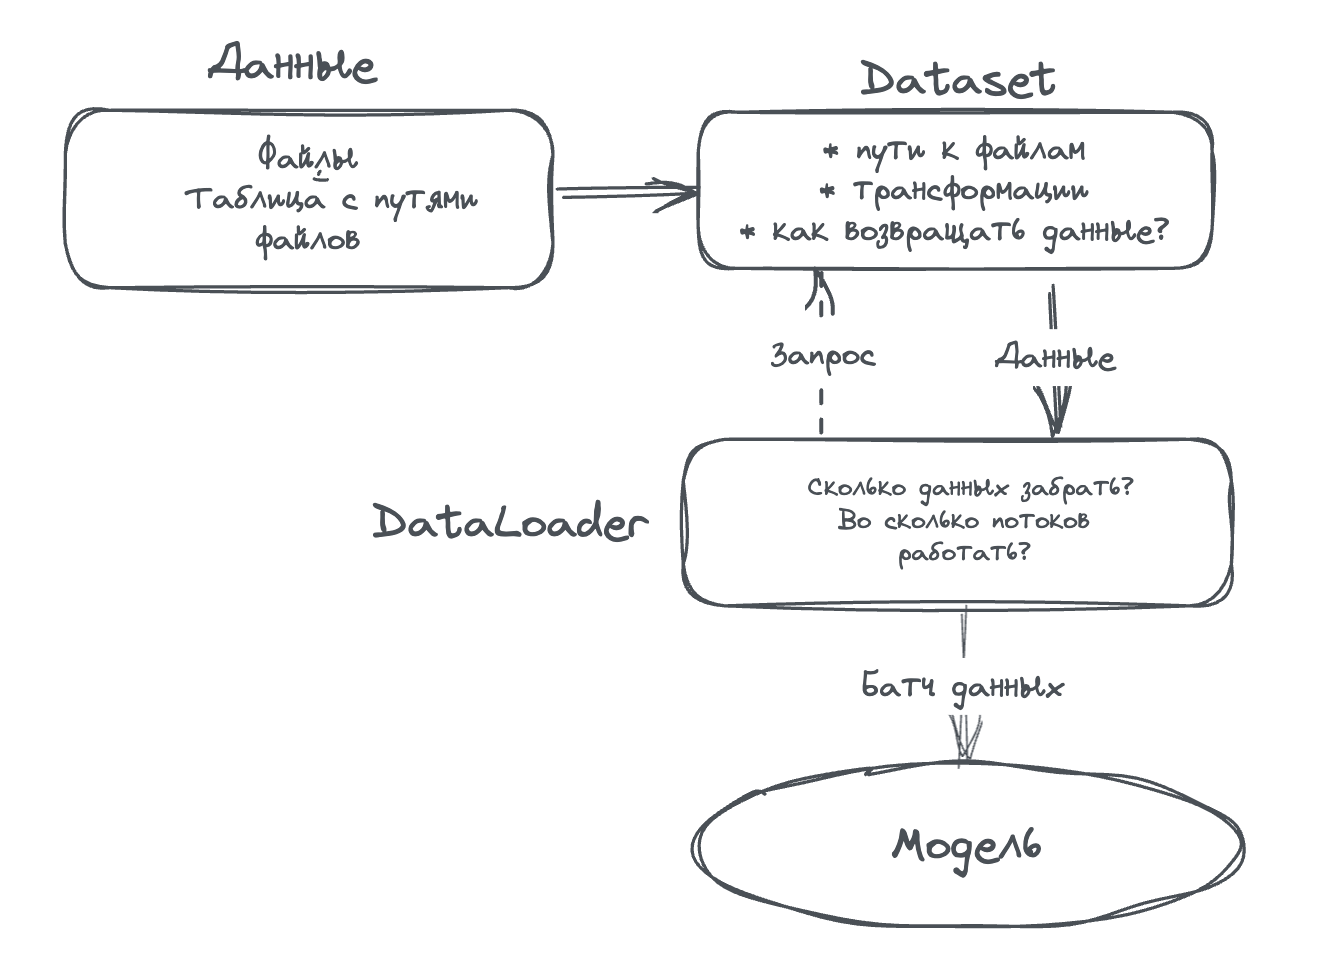 Данные
Файлы
Таблица с путями
файлов
Dataset
* пути к файлам
* трансформации
* как возвращать данные?
Запрос
Данные
DataLoader
Сколько данных забрать?
Во сколько потоков
работать?
Батч данных
Модель